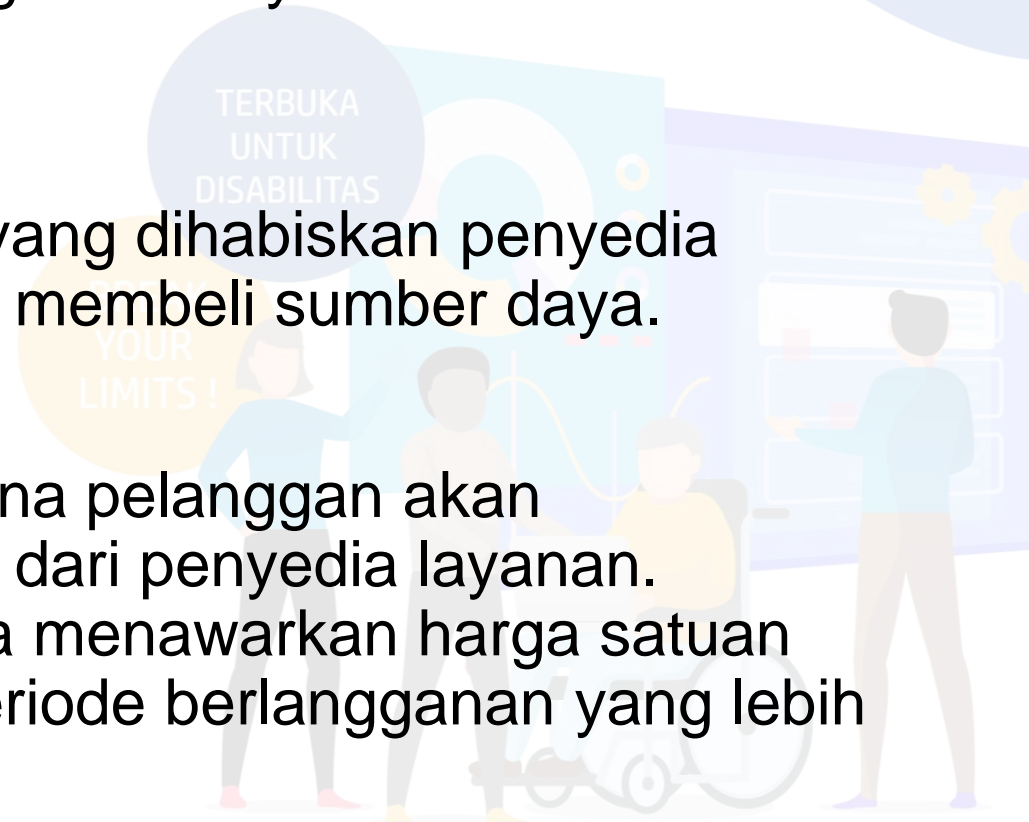 TERBUKA
UNTUK
DISABILITAS
yang dihabiskan penyedia
membeli sumber daya.
YOUR
LIMITS !
na pelanggan akan
dari penyedia layanan.
a menawarkan harga satuan
eriode berlangganan yang lebih